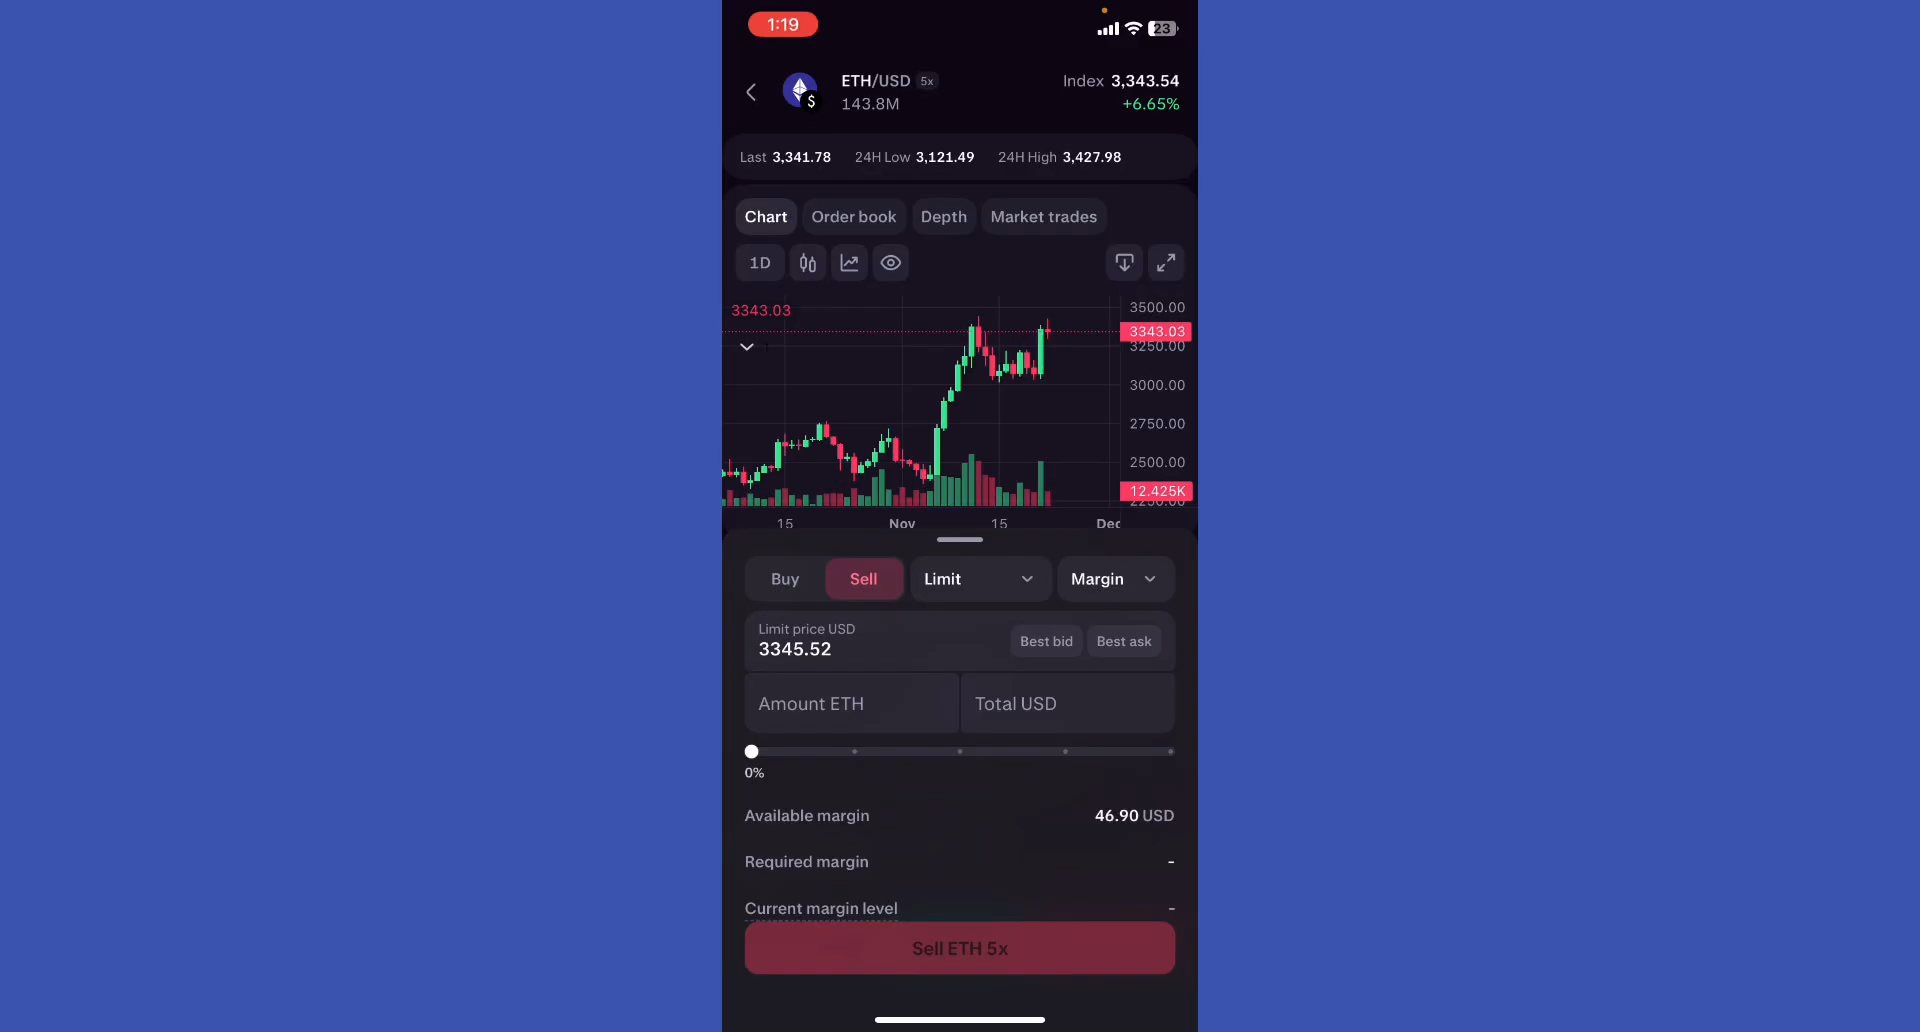 1:19
23
ETH/USD 5x
Index 3,343.54
$
143.8M
+6.65%
Last 3,341.78 24H Low 3,121.49 24H High 3,427.98
Chart Order book Depth Market trades
1D
3343.03
3500.00
3343.03
3250.00
3000.00
2750.00
2500.00
12.425K
2250.00
15 Nov 15 Dec
Buy Sell Limit Margin
Limit price USD
3345.52
Best bid Best ask
Amount ETH Total USD
0%
Available margin 46.90 USD
Required margin -
Current margin level -
Sell ETH 5x